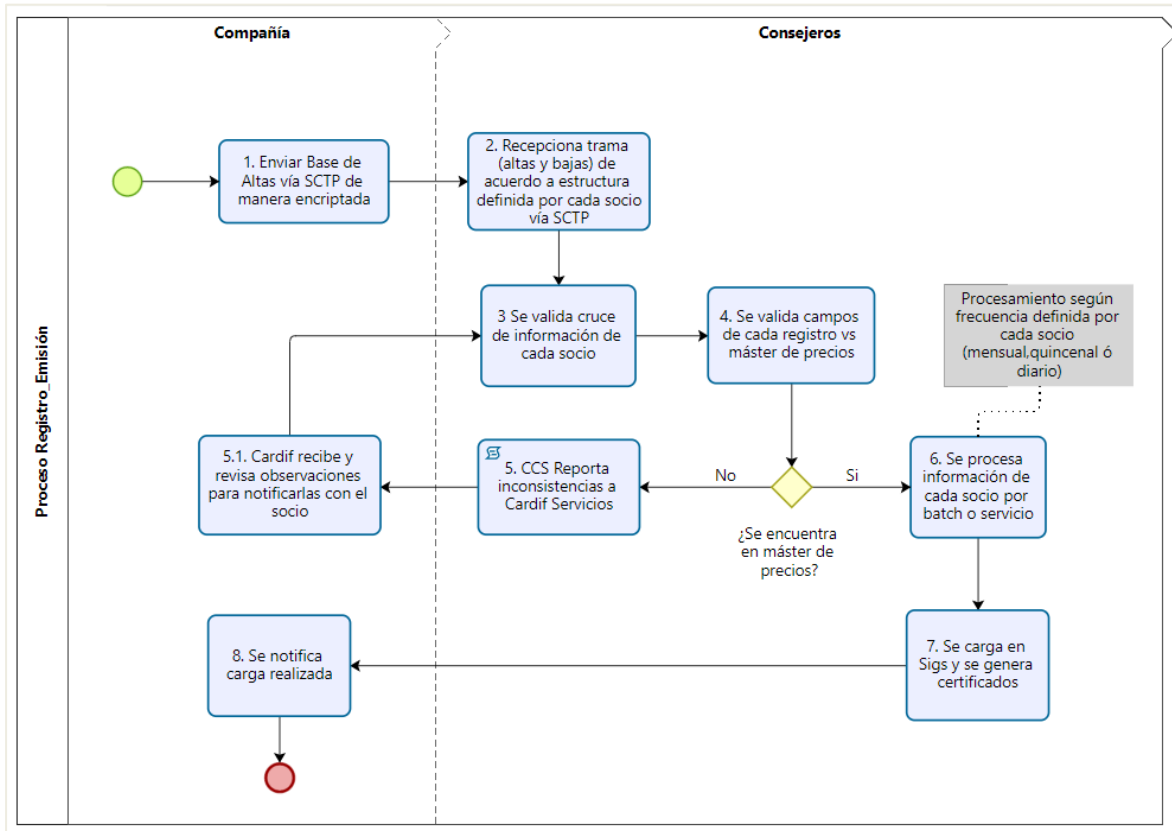 Compañía
Consejeros
Proceso Registro_Emisión
1. Enviar Base de
Altas vía SCTP de
manera encriptada
2. Recepciona trama
(altas y bajas) de
acuerdo a estructura
definida por cada socio
vía SCTP
3 Se valida cruce
de información de
cada socio
4. Se valida campos
de cada registro vs
máster de precios
Procesamiento según
frecuencia definida por
cada socio
(mensual,quincenal ó
diario)
5.1. Cardif recibe y
revisa observaciones
para notificarlas con el
socio
5. CCS Reporta
inconsistencias a
Cardif Servicios
No
Si
¿Se encuentra
en máster de
precios?
6. Se procesa
información de
cada socio por
batch o servicio
8. Se notifica
carga realizada
7. Se carga en
Sigs y se genera
certificados